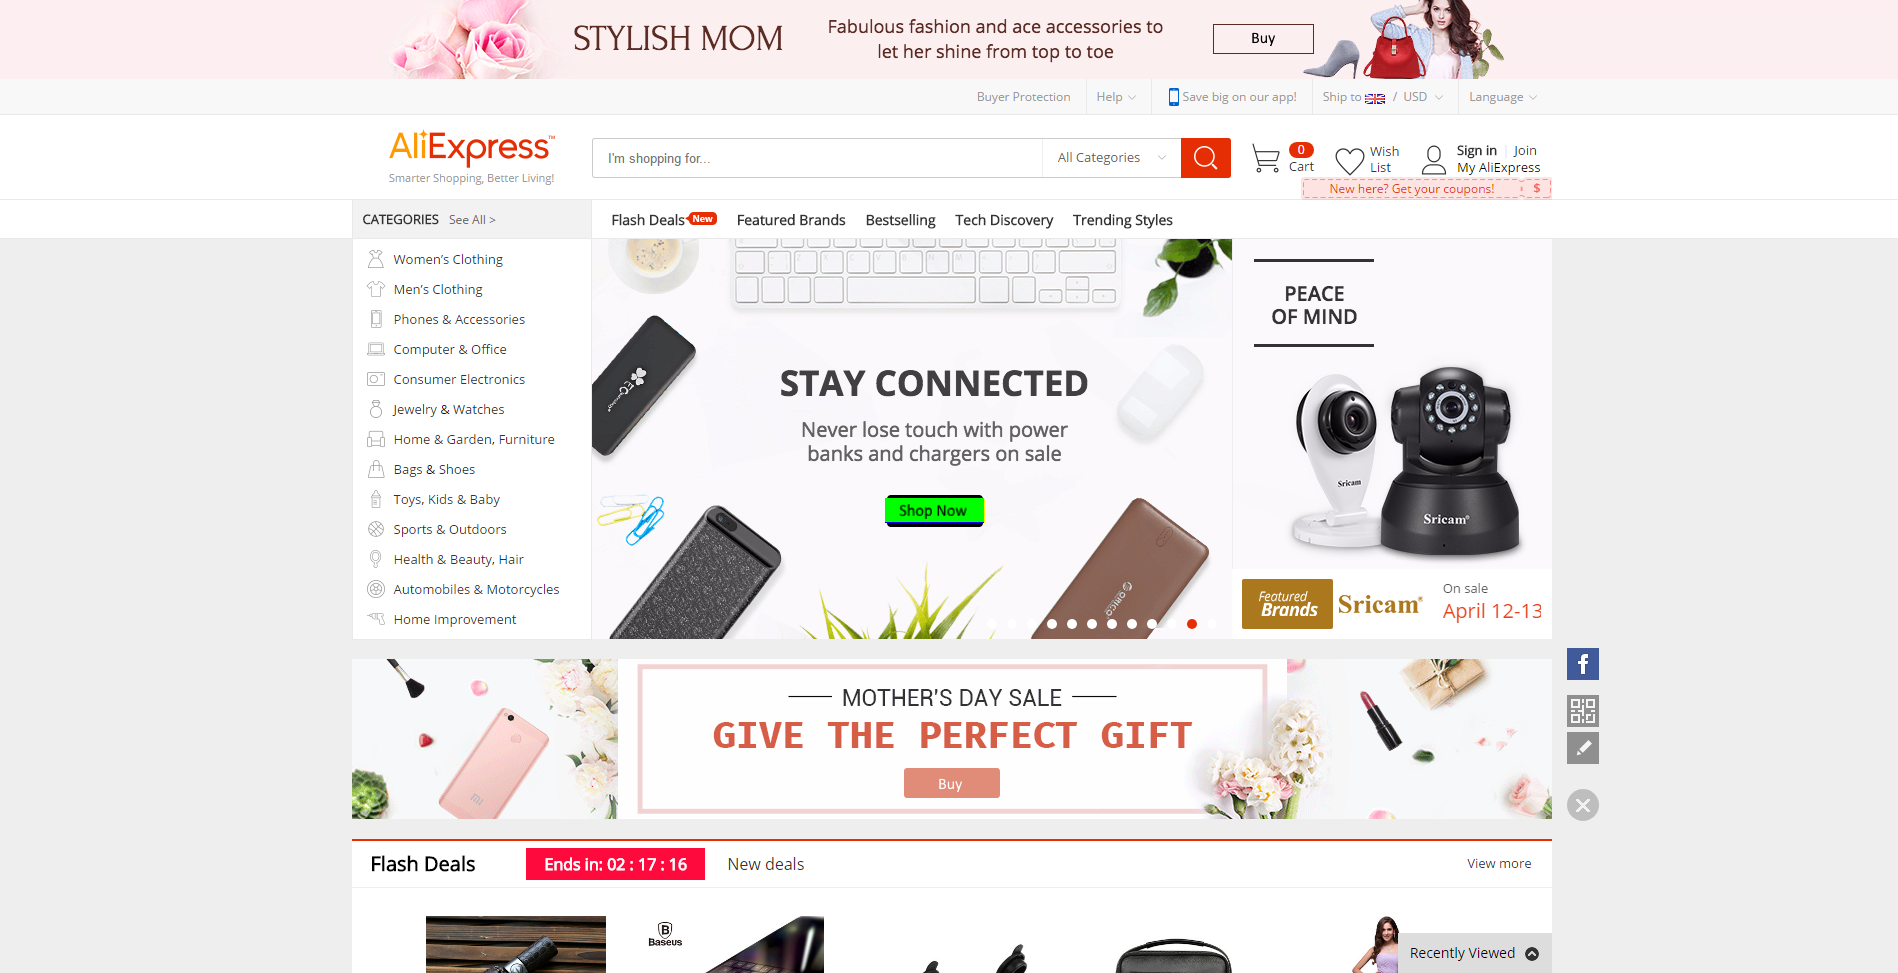 STYLISH MOM
Fabulous fashion and ace accessories to
let her shine from top to toe
Buy
Buyer Protection
Help
Save big on our app!
Ship to / USD
Language
AliExpress™
Smarter Shopping, Better Living!
I'm shopping for...
All Categories
0
Cart
Wish
List
Sign in | Join
My AliExpress
New here? Get your coupons! $
CATEGORIES See All >
Flash Deals New
Featured Brands
Bestselling
Tech Discovery
Trending Styles
Women's Clothing
Men's Clothing
Phones & Accessories
Computer & Office
Consumer Electronics
Jewelry & Watches
Home & Garden, Furniture
Bags & Shoes
Toys, Kids & Baby
Sports & Outdoors
Health & Beauty, Hair
Automobiles & Motorcycles
Home Improvement
STAY CONNECTED
Never lose touch with power
banks and chargers on sale
Shop Now
ORICO
PEACE
OF MIND
Sricam
Sricam®
Featured
Brands
Sricam®
On sale
April 12-13
MOTHER'S DAY SALE
GIVE THE PERFECT GIFT
Buy
MI
f
Flash Deals
Ends in: 02 : 17 : 16
New deals
View more
B
Baseus
Recently Viewed